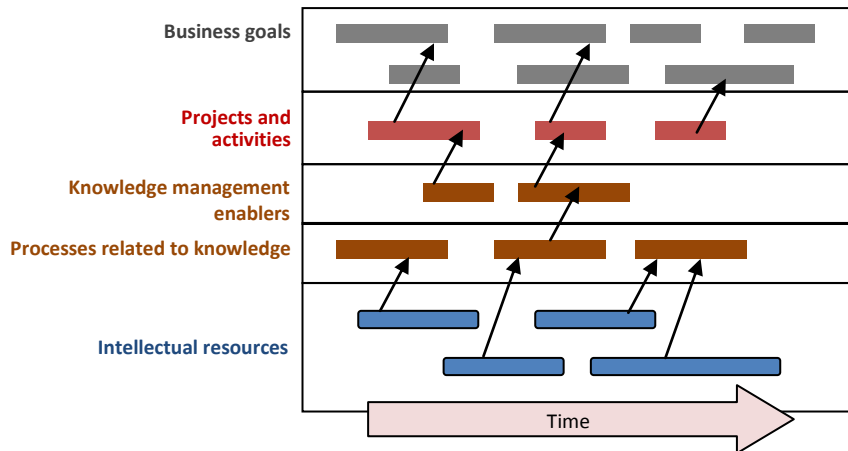 Business goals
Projects and
activities
Knowledge management
enablers
Processes related to knowledge
Intellectual resources
Time